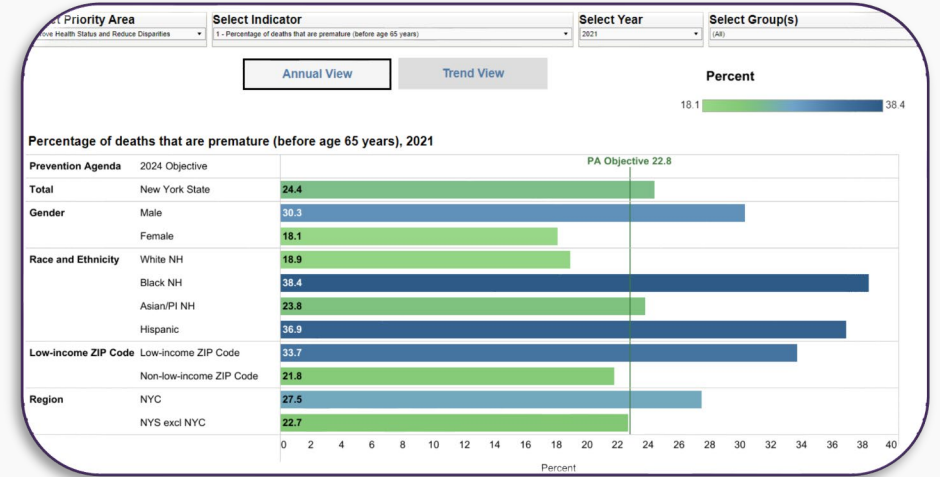 Priority Area
Select Indicator
Select Year
Select Group(s)
Health Status and Reduce Disparities
1 - Percentage of deaths that are premature (before age 65 years)
2021
(All)
Annual View
Trend View
Percent
18.1
38.4
Percentage of deaths that are premature (before age 65 years), 2021
Prevention Agenda 2024 Objective
PA Objective 22.8
Total New York State 24.4
Gender Male 30.3
Female 18.1
Race and Ethnicity White NH 18.9
Black NH 38.4
Asian/PI NH 23.8
Hispanic 36.9
Low-income ZIP Code Low-income ZIP Code 33.7
Non-low-income ZIP Code 21.8
Region NYC 27.5
NYS excl NYC 22.7
0 2 4 6 8 10 12 14 16 18 20 22 24 26 28 30 32 34 36 38 40
Percent